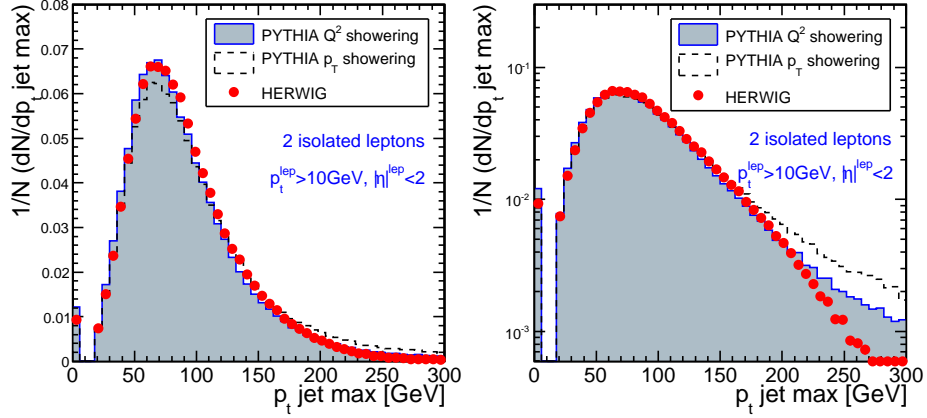 1/N (dN/dp_t jet max)
0.08
0.07
0.06
0.05
0.04
0.03
0.02
0.01
0
PYTHIA Q² showering
PYTHIA p_T showering
HERWIG
2 isolated leptons
p_t^lep>10GeV, |η|^lep<2
0 50 100 150 200 250 300
p_t jet max [GeV]
1/N (dN/dp_t jet max)
10⁻¹
10⁻²
10⁻³
PYTHIA Q² showering
PYTHIA p_T showering
HERWIG
2 isolated leptons
p_t^lep>10GeV, |η|^lep<2
0 50 100 150 200 250 300
p_t jet max [GeV]